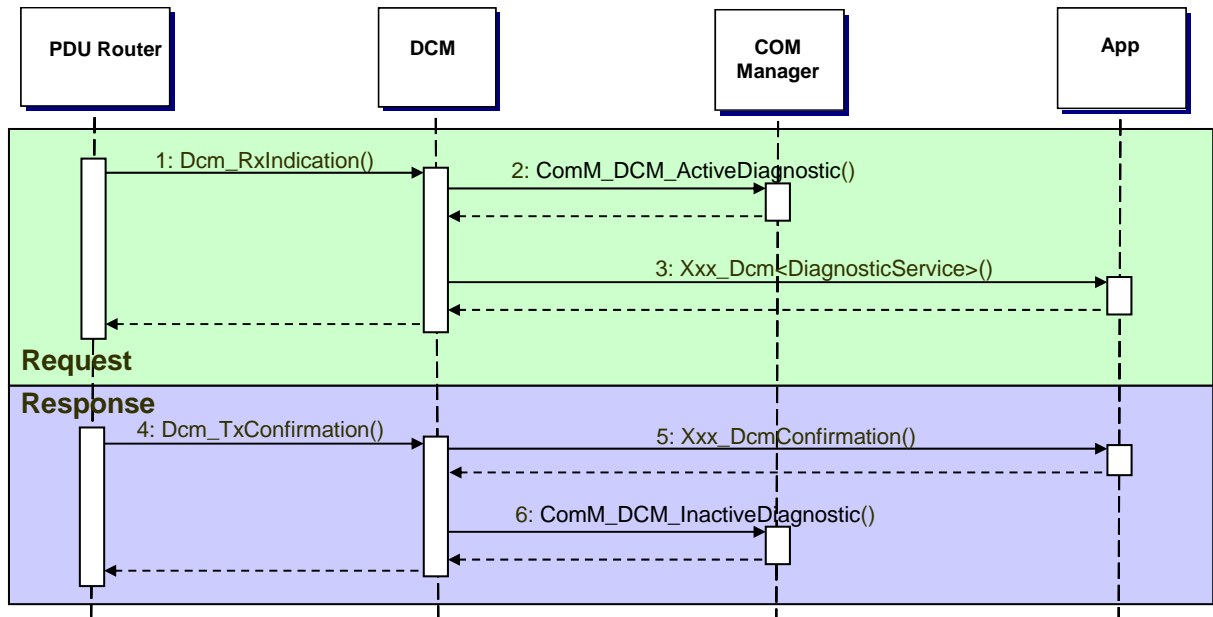 PDU Router
DCM
COM
Manager
App
1: Dcm_RxIndication()
2: ComM_DCM_ActiveDiagnostic()
3: Xxx_Dcm<DiagnosticService>()
Request
Response
4: Dcm_TxConfirmation()
5: Xxx_DcmConfirmation()
6: ComM_DCM_InactiveDiagnostic()